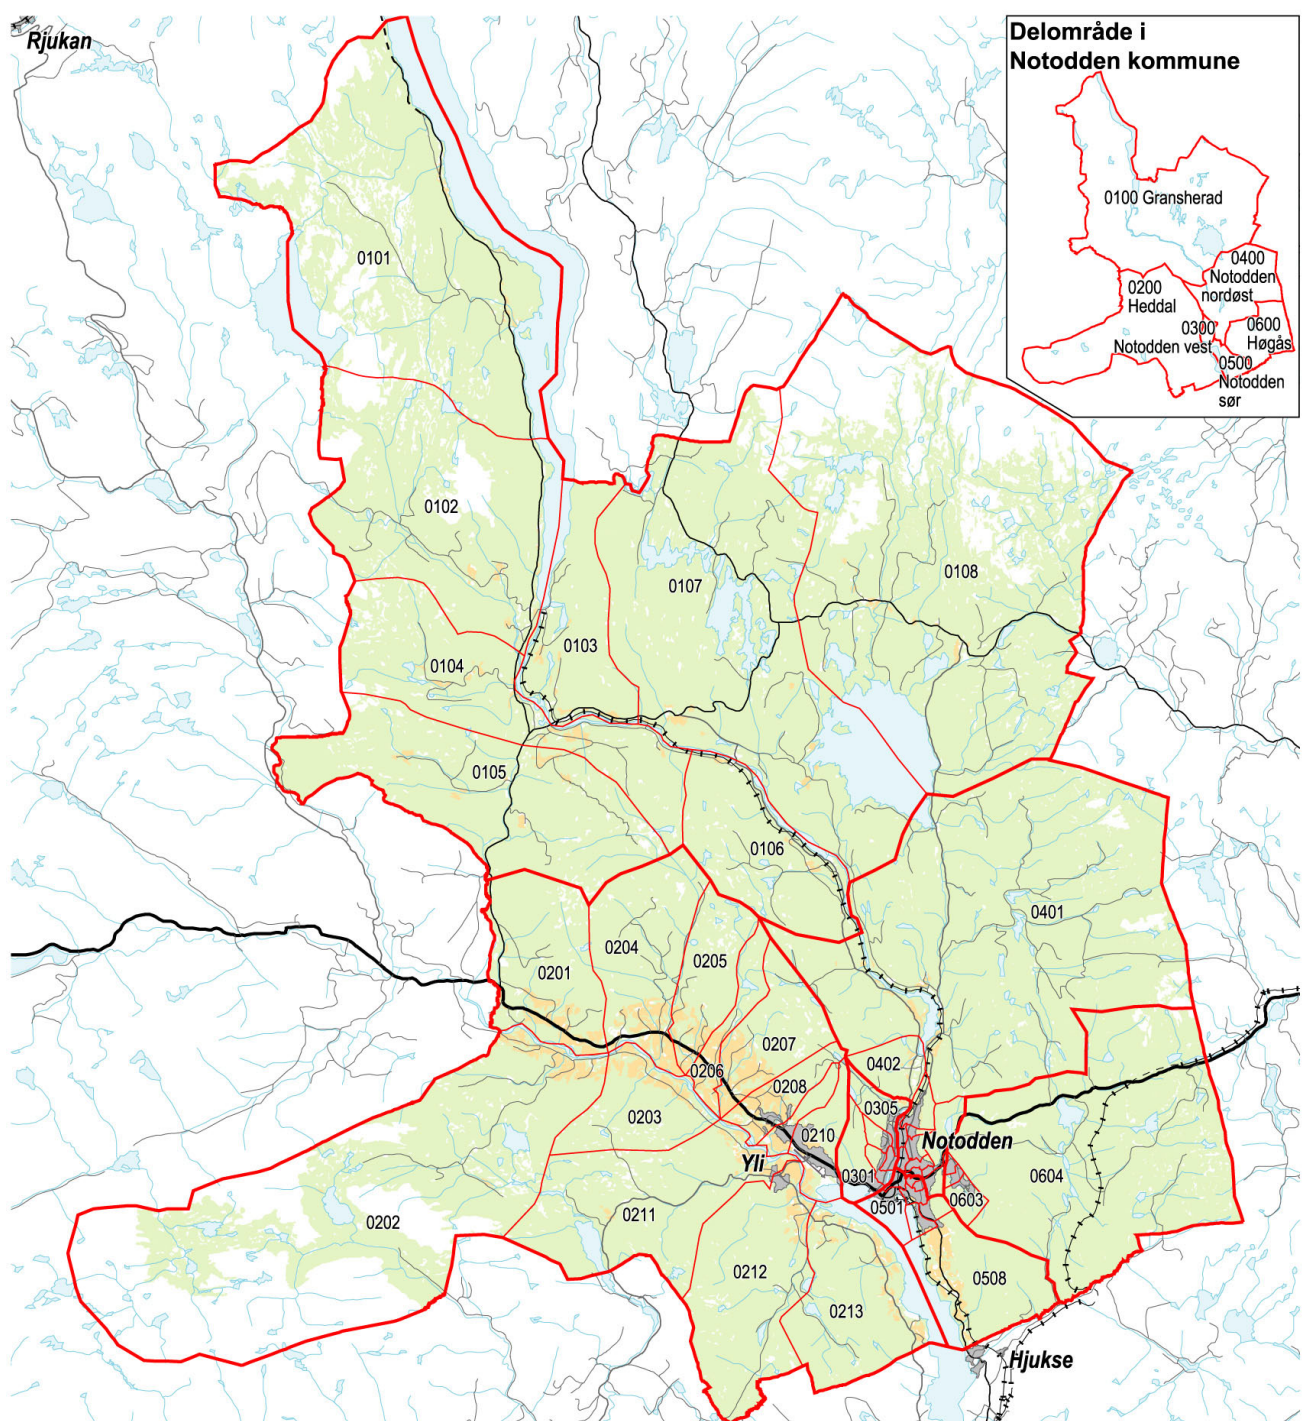 Rjukan
Delområde i
Notodden kommune
0100 Gransherad
0400
Notodden
nordøst
0200
Heddal
0300
Notodden vest
0600
Høgås
0500
Notodden
sør
0101
0102
0107
0108
0103
0104
0105
0106
0401
0204
0205
0201
0207
0402
0206
0208
0305
0203
0210
Notodden
Yli
0301
0604
0501
0603
0211
0202
0212
0508
0213
Hjukse